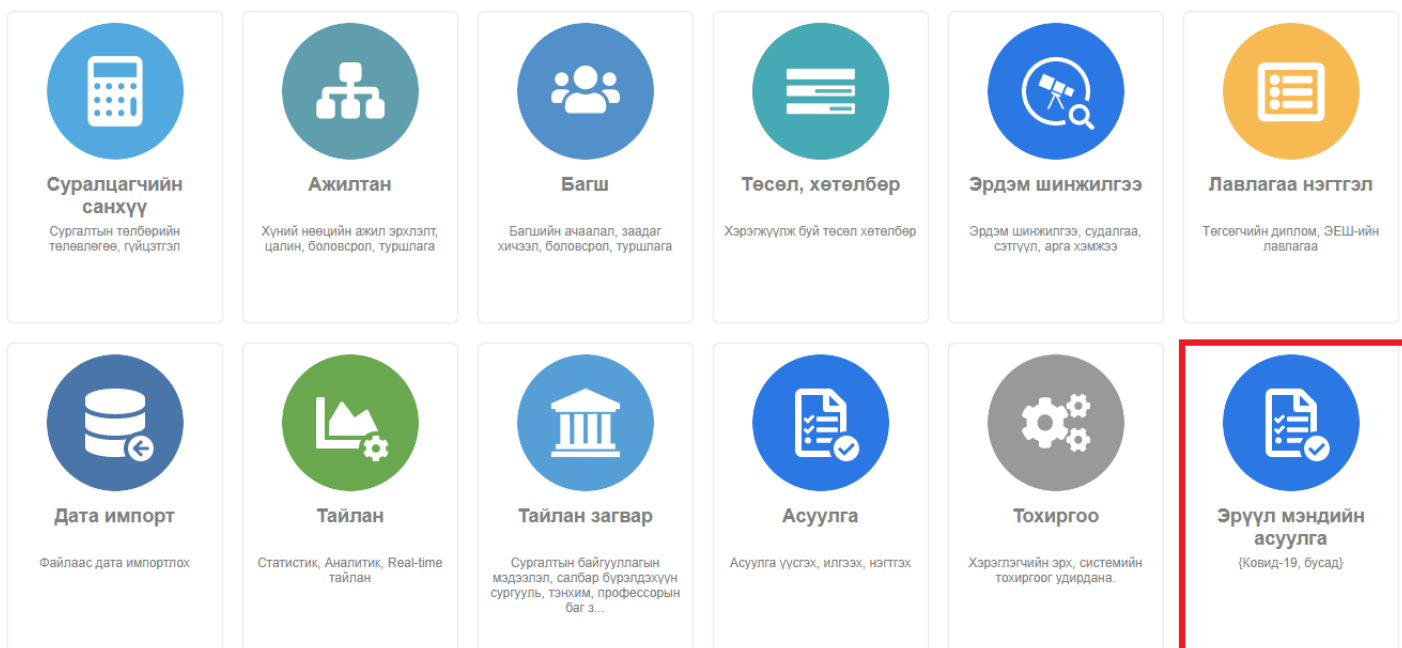 Суралцагчийн
санхүү
Сургалтын төлбөрийн
төлөвлөгөө, гүйцэтгэл
Ажилтан
Хүний нөөцийн ажил эрхлэлт,
цалин, боловсрол, туршлага
Багш
Багшийн ачаалал, заадаг
хичээл, боловсрол, туршлага
Төсөл, хөтөлбөр
Хэрэгжүүлж буй төсөл хөтөлбөр
Эрдэм шинжилгээ
Эрдэм шинжилгээ, судалгаа,
сэтгүүл, арга хэмжээ
Лавлагаа нэгтгэл
Төгсөгчийн диплом, ЭЕШ-ийн
лавлагаа
Дата импорт
Файлаас дата импортлох
Тайлан
Статистик, Аналитик, Real-time
тайлан
Тайлан загвар
Сургалтын байгууллагын
мэдээлэл, салбар бүрэлдэхүүн
сургууль, тэнхим, профессорын
баг з...
Асуулга
Асуулга үүсгэх, илгээх, нэгтгэх
Тохиргоо
Хэрэглэгчийн эрх, системийн
тохиргоог удирдана.
Эрүүл мэндийн
асуулга
{Ковид-19, бусад}